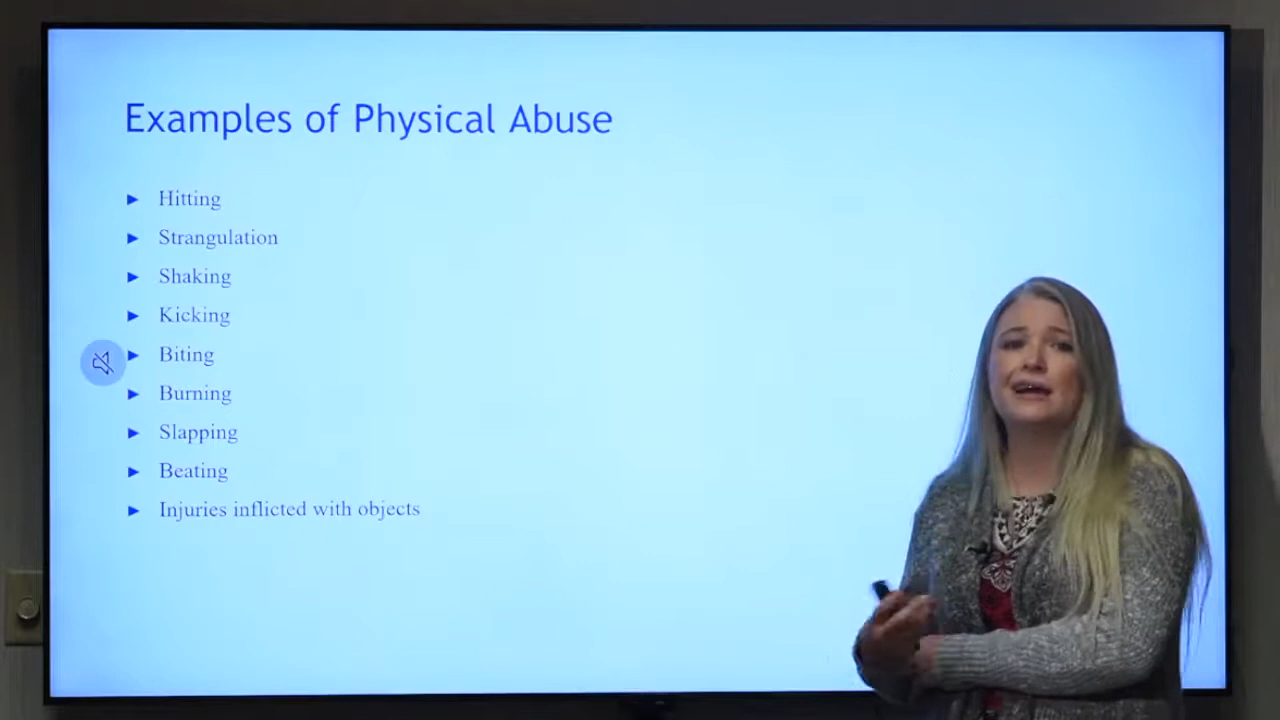 Examples of Physical Abuse
Hitting
Strangulation
Shaking
Kicking
Biting
Burning
Slapping
Beating
Injuries inflicted with objects